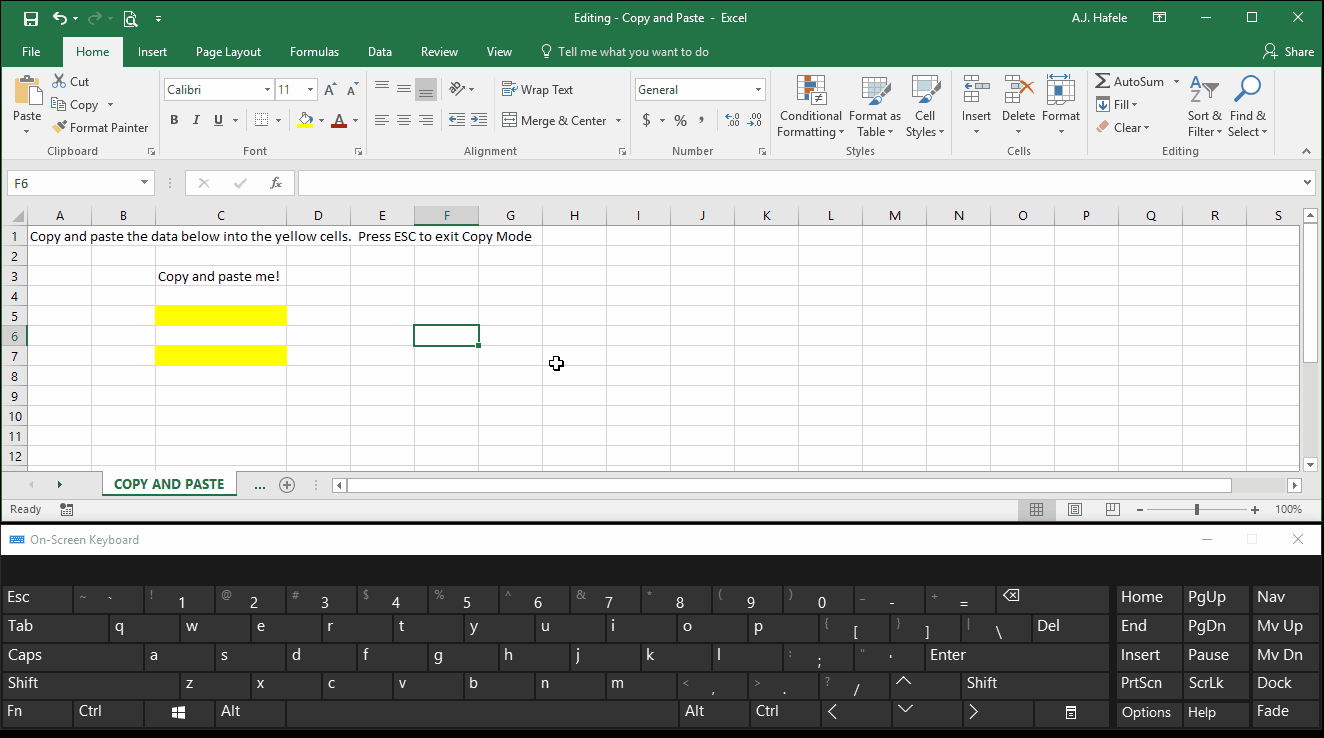 Editing - Copy and Paste - Excel
A.J. Hafele
File Home Insert Page Layout Formulas Data Review View Tell me what you want to do Share
Paste
Cut
Copy
Format Painter
Clipboard
Calibri 11
B I U
Font
Wrap Text
Merge & Center
Alignment
General
$ % ,
Number
Conditional Formatting
Format as Table
Cell Styles
Styles
Insert Delete Format
Cells
AutoSum
Fill
Clear
Sort & Filter
Find & Select
Editing
F6
fx
A B C D E F G H I J K L M N O P Q R S
1 Copy and paste the data below into the yellow cells.  Press ESC to exit Copy Mode
2
3 Copy and paste me!
4
5
6
7
8
9
10
11
12
COPY AND PASTE ...
Ready
100%
On-Screen Keyboard
Esc ~ ` ! 1 @ 2 # 3 $ 4 % 5 ^ 6 & 7 * 8 ( 9 ) 0 _ - + = Home PgUp Nav
Tab q w e r t y u i o p { [ } ] | \ Del End PgDn Mv Up
Caps a s d f g h j k l : ; " ' Enter Insert Pause Mv Dn
Shift z x c v b n m < , > . ? / Shift PrtScn ScrLk Dock
Fn Ctrl Alt Alt Ctrl Options Help Fade